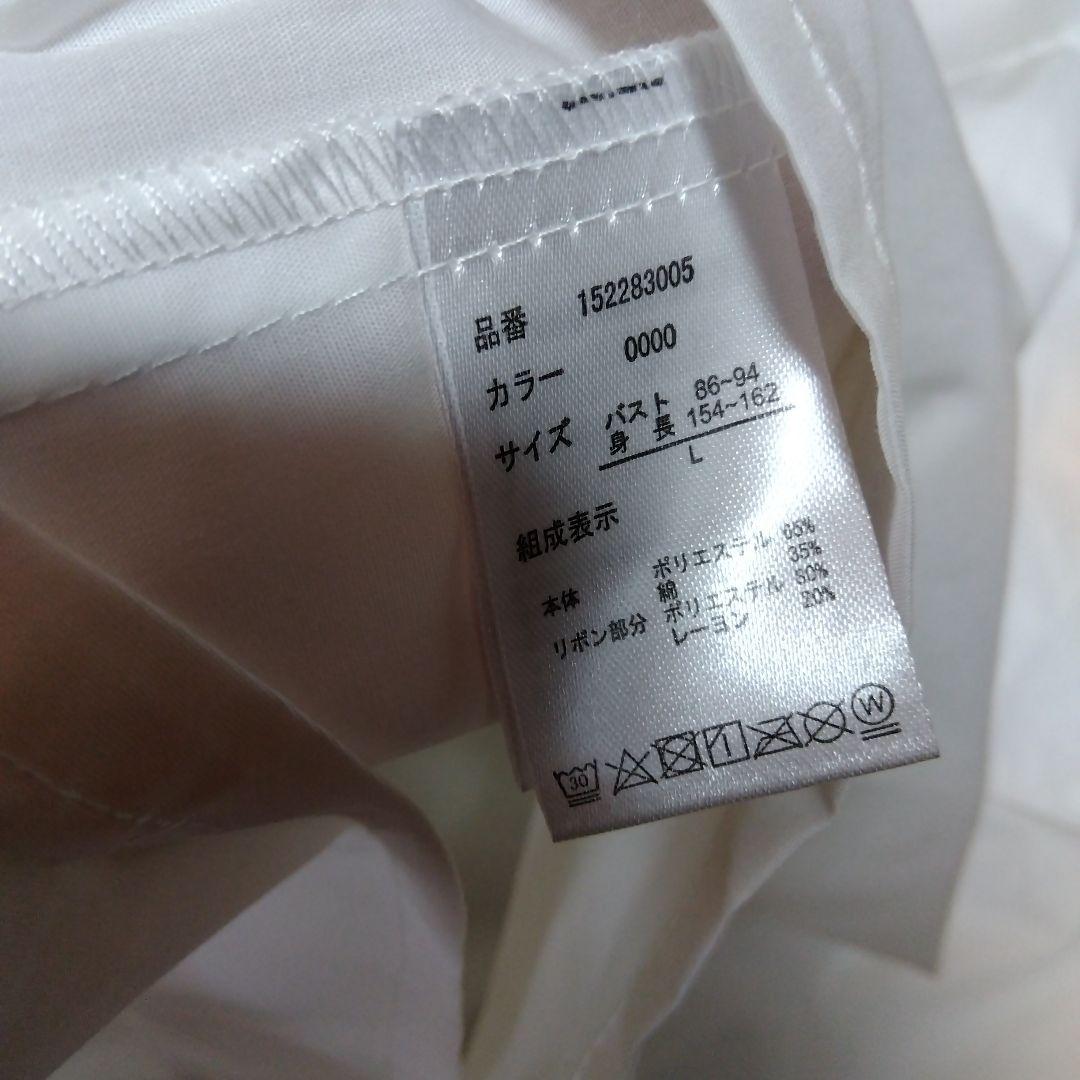 品番 152283005
カラー 0000
サイズ バスト 86~94
身長 154~162
L
組成表示
本体 ポリエステル 65%
綿 35%
リボン部分 ポリエステル 80%
レーヨン 20%
30 1 W